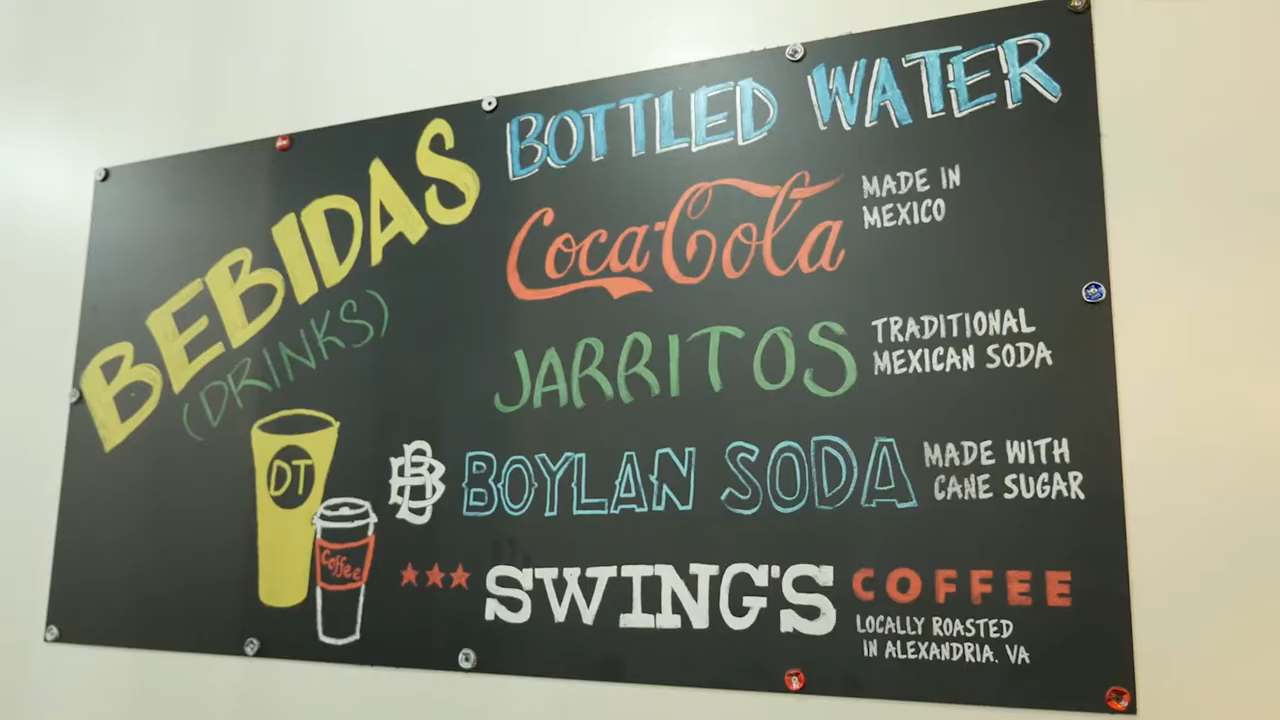 BEBIDAS
(DRINKS)
DT
Coffee
BOTTLED WATER
Coca-Cola
MADE IN
MEXICO
JARRITOS
TRADITIONAL
MEXICAN SODA
B BOYLAN SODA
MADE WITH
CANE SUGAR
SWING'S COFFEE
LOCALLY ROASTED
IN ALEXANDRIA. VA